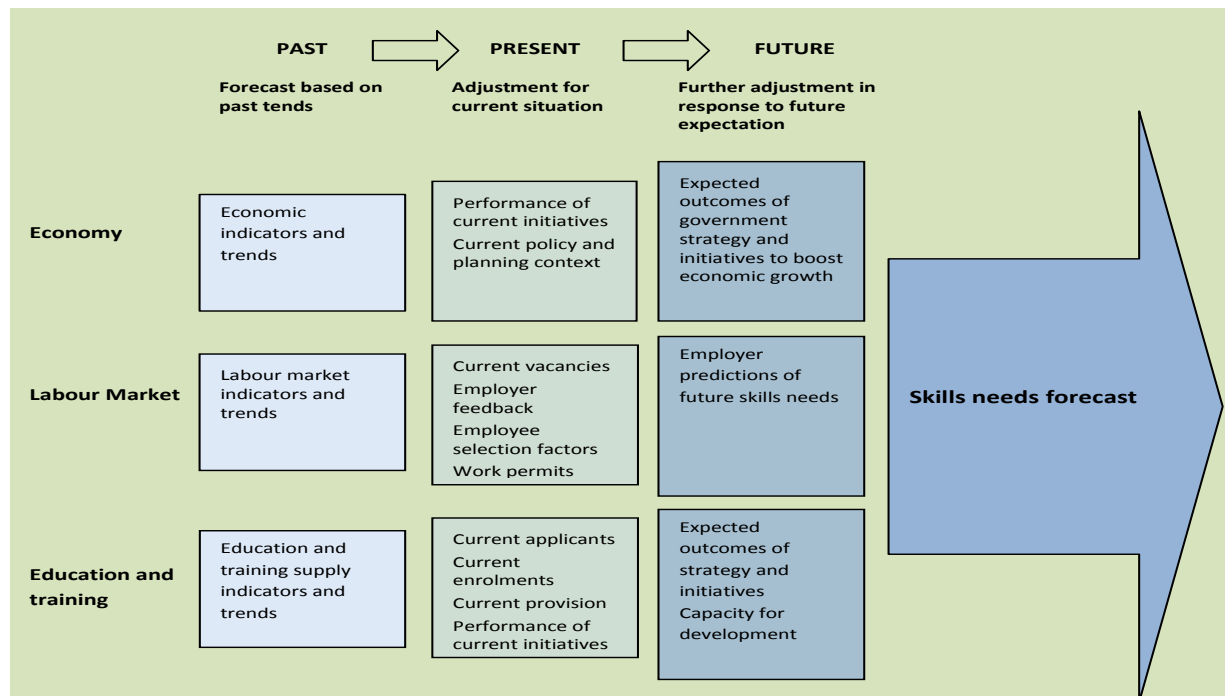 PAST
PRESENT
FUTURE
Forecast based on
past tends
Adjustment for
current situation
Further adjustment in
response to future
expectation
Economy
Economic
indicators and
trends
Performance of
current initiatives
Current policy and
planning context
Expected
outcomes of
government
strategy and
initiatives to boost
economic growth
Labour Market
Labour market
indicators and
trends
Current vacancies
Employer
feedback
Employee
selection factors
Work permits
Employer
predictions of
future skills needs
Skills needs forecast
Education and
training
Education and
training supply
indicators and
trends
Current applicants
Current
enrolments
Current provision
Performance of
current initiatives
Expected
outcomes of
strategy and
initiatives
Capacity for
development